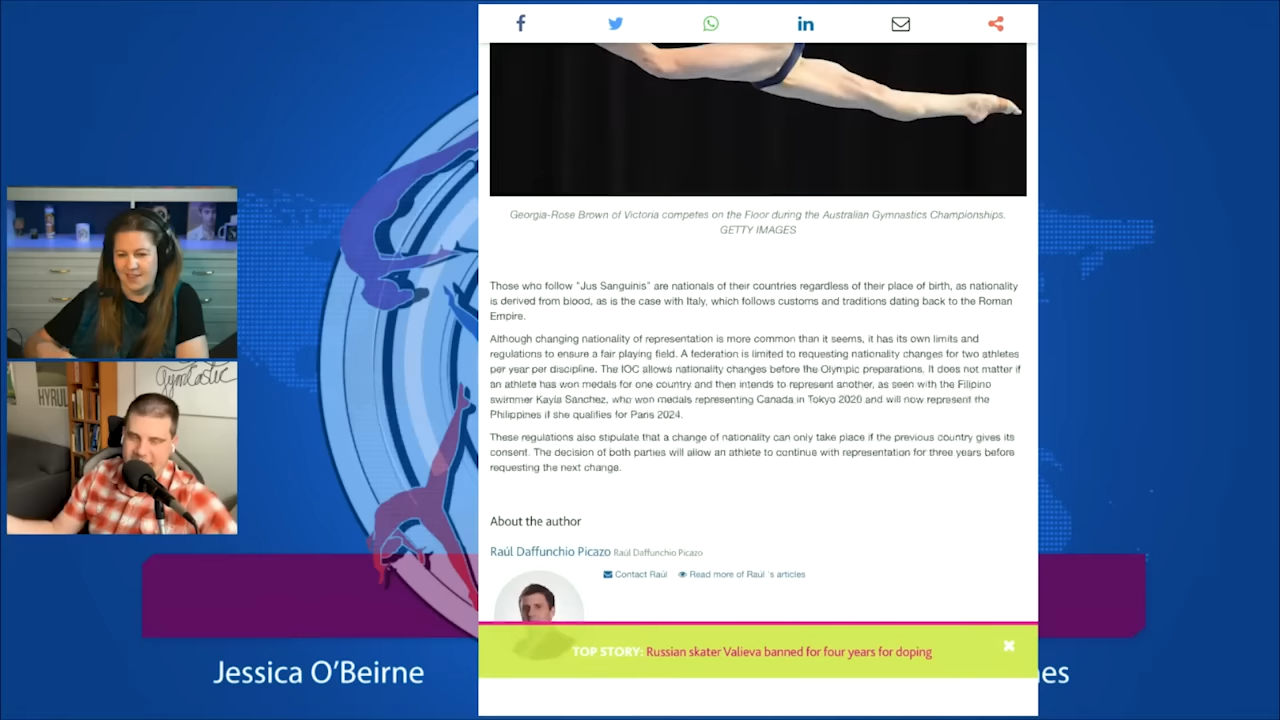 Georgia-Rose Brown of Victoria competes on the Floor during the Australian Gymnastics Championships.
GETTY IMAGES
Those who follow "Jus Sanguinis" are nationals of their countries regardless of their place of birth, as nationality
is derived from blood, as is the case with Italy, which follows customs and traditions dating back to the Roman
Empire.
Although changing nationality of representation is more common than it seems, it has its own limits and
regulations to ensure a fair playing field. A federation is limited to requesting nationality changes for two athletes
per year per discipline. The IOC allows nationality changes before the Olympic preparations. It does not matter if
an athlete has won medals for one country and then intends to represent another, as seen with the Filipino
swimmer Kayla Sánchez, who won medals representing Canada in Tokyo 2020 and will now represent the
Philippines if she qualifies for Paris 2024.
These regulations also stipulate that a change of nationality can only take place if the previous country gives its
consent. The decision of both parties will allow an athlete to continue with representation for three years before
requesting the next change.
About the author
Raúl Daffunchio Picazo Raúl Daffunchio Picazo
Contact Raúl Read more of Raúl ´s articles
TOP STORY: Russian skater Valieva banned for four years for doping
HYRUL
GymCastic
Jessica O'Beirne
nes